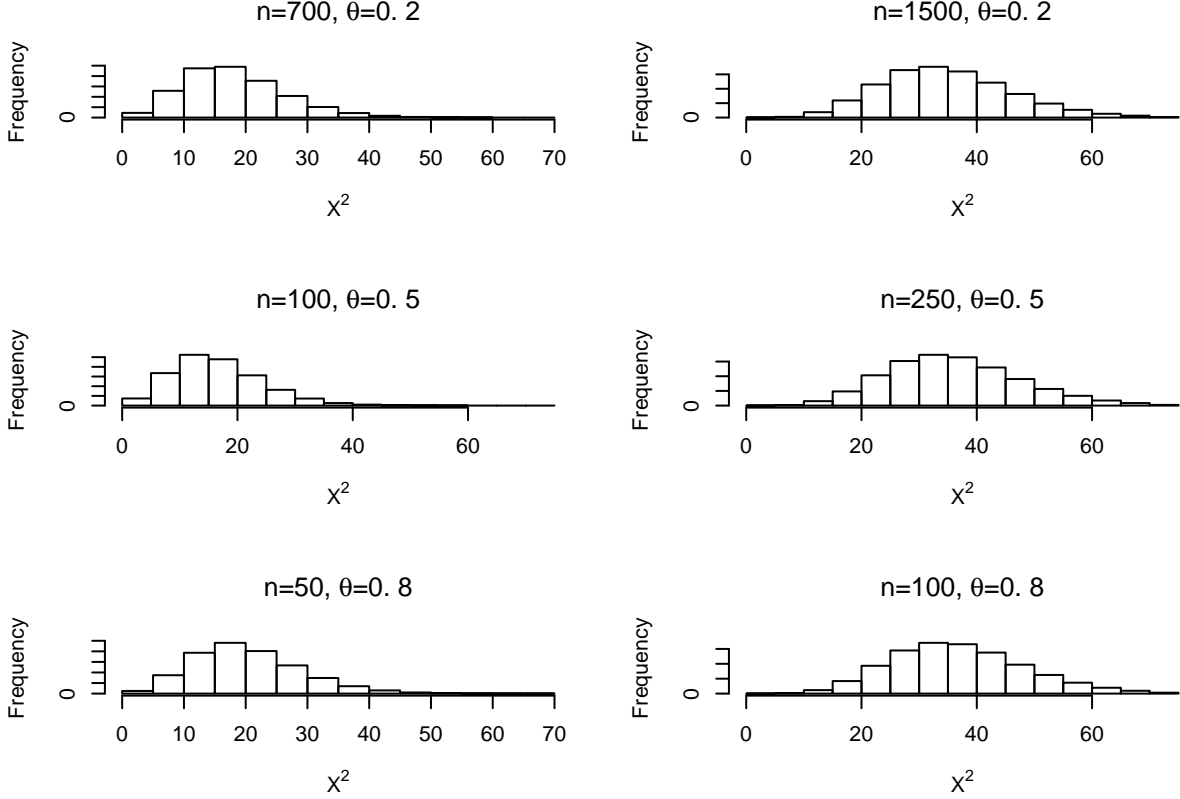 n=700, θ=0. 2
Frequency
0
0 10 20 30 40 50 60 70
X²
n=1500, θ=0. 2
Frequency
0
0 20 40 60
X²
n=100, θ=0. 5
Frequency
0
0 20 40 60
X²
n=250, θ=0. 5
Frequency
0
0 20 40 60
X²
n=50, θ=0. 8
Frequency
0
0 10 20 30 40 50 60 70
X²
n=100, θ=0. 8
Frequency
0
0 20 40 60
X²